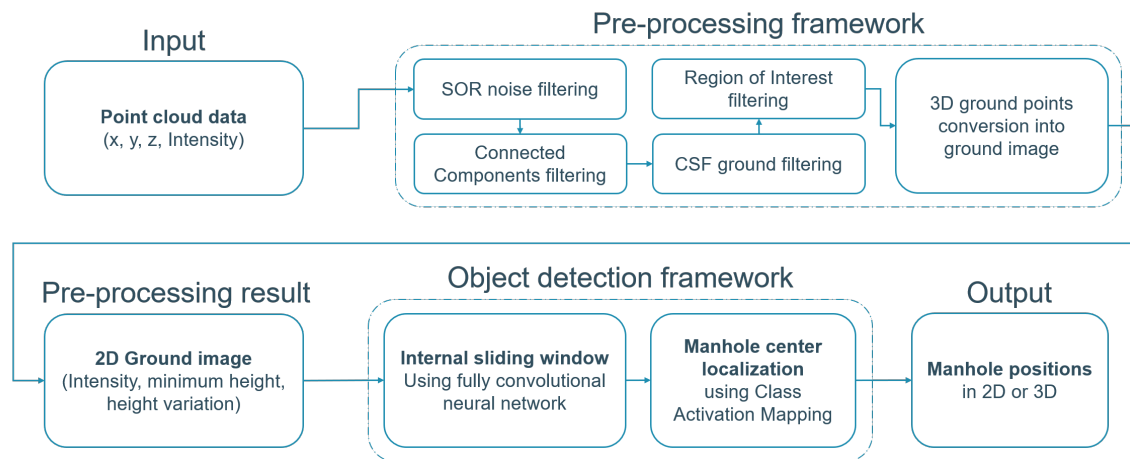 Input
Pre-processing framework
Point cloud data
(x, y, z, Intensity)
SOR noise filtering
Connected
Components filtering
CSF ground filtering
Region of Interest
filtering
3D ground points
conversion into
ground image
Pre-processing result
Object detection framework
Output
2D Ground image
(Intensity, minimum height,
height variation)
Internal sliding window
Using fully convolutional
neural network
Manhole center
localization
using Class
Activation Mapping
Manhole positions
in 2D or 3D